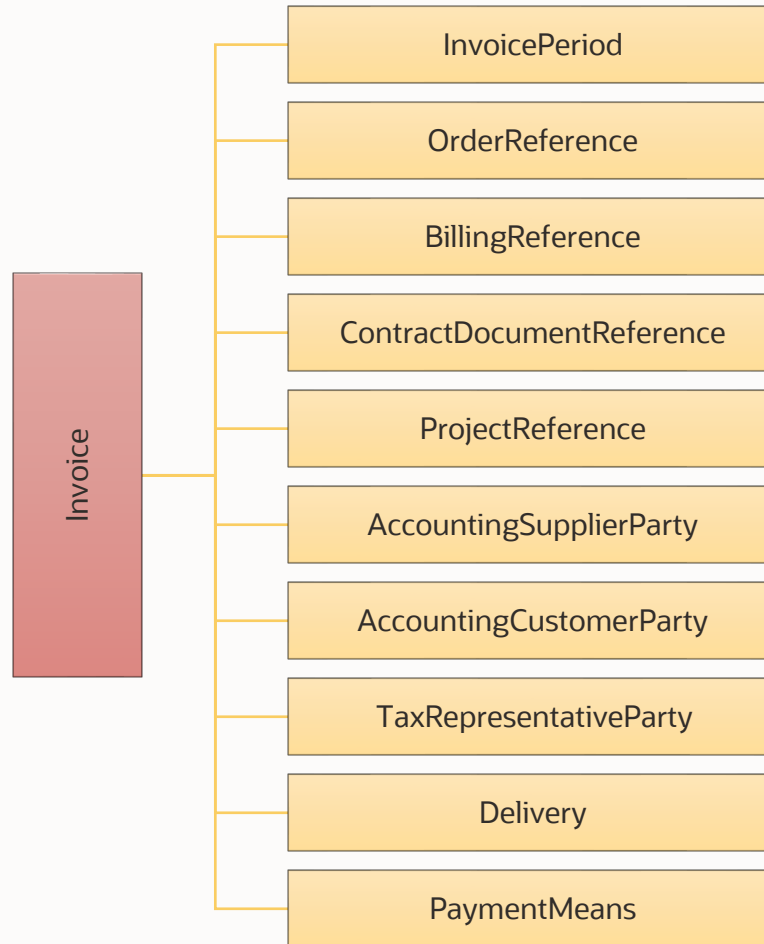 Invoice
InvoicePeriod
OrderReference
BillingReference
ContractDocumentReference
ProjectReference
AccountingSupplierParty
AccountingCustomerParty
TaxRepresentativeParty
Delivery
PaymentMeans